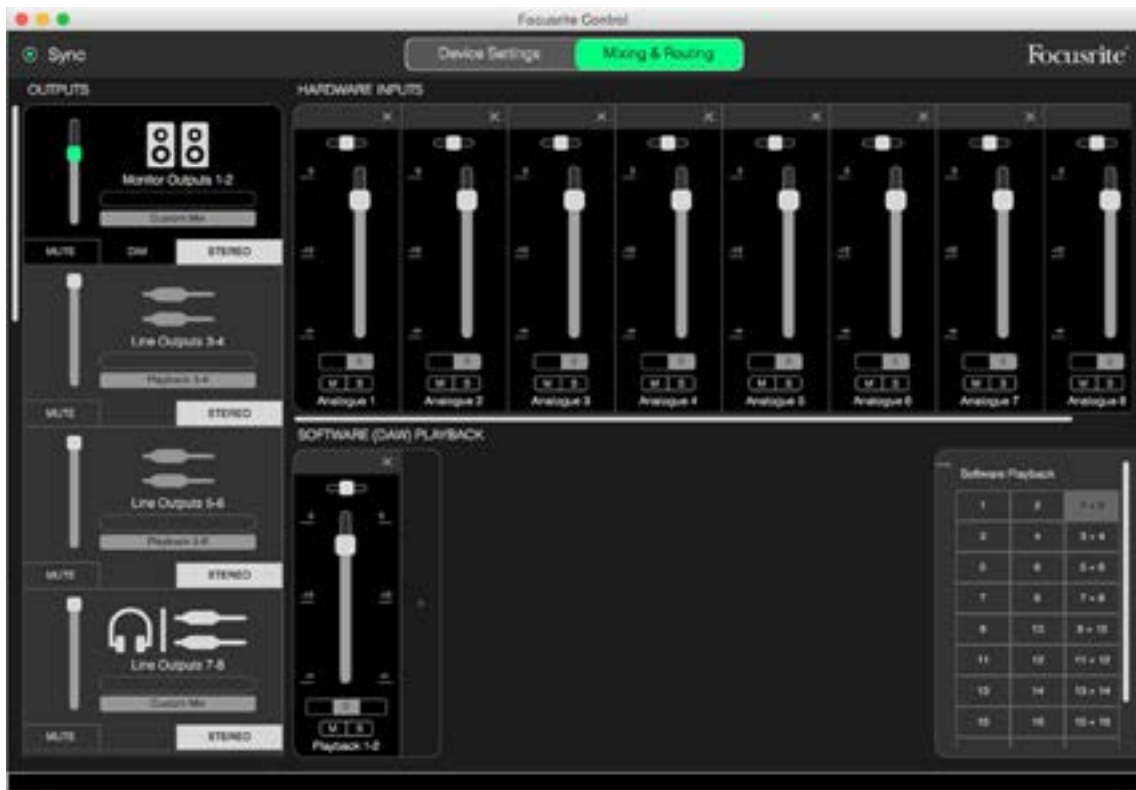 Focusrite Control
Sync
Device Settings
Mixing & Routing
Focusrite
OUTPUTS
Monitor Outputs 1-2
Custom Mix
MUTE
DIM
STEREO
Line Outputs 3-4
Playback 3-4
MUTE
STEREO
Line Outputs 5-6
MUTE
STEREO
Line Outputs 7-8
Custom Mix
MUTE
STEREO
HARDWARE INPUTS
M S
Analogue 1
M S
Analogue 2
M S
Analogue 3
M S
Analogue 4
M S
Analogue 5
M S
Analogue 6
M S
Analogue 7
M S
Analogue 8
SOFTWARE (DAW) PLAYBACK
M S
Playback 1-2
Software Playback
1 2 1 + 2
3 4 3 + 4
5 6 5 + 6
7 8 7 + 8
9 10 9 + 10
11 12 11 + 12
13 14 13 + 14
15 16 15 + 16